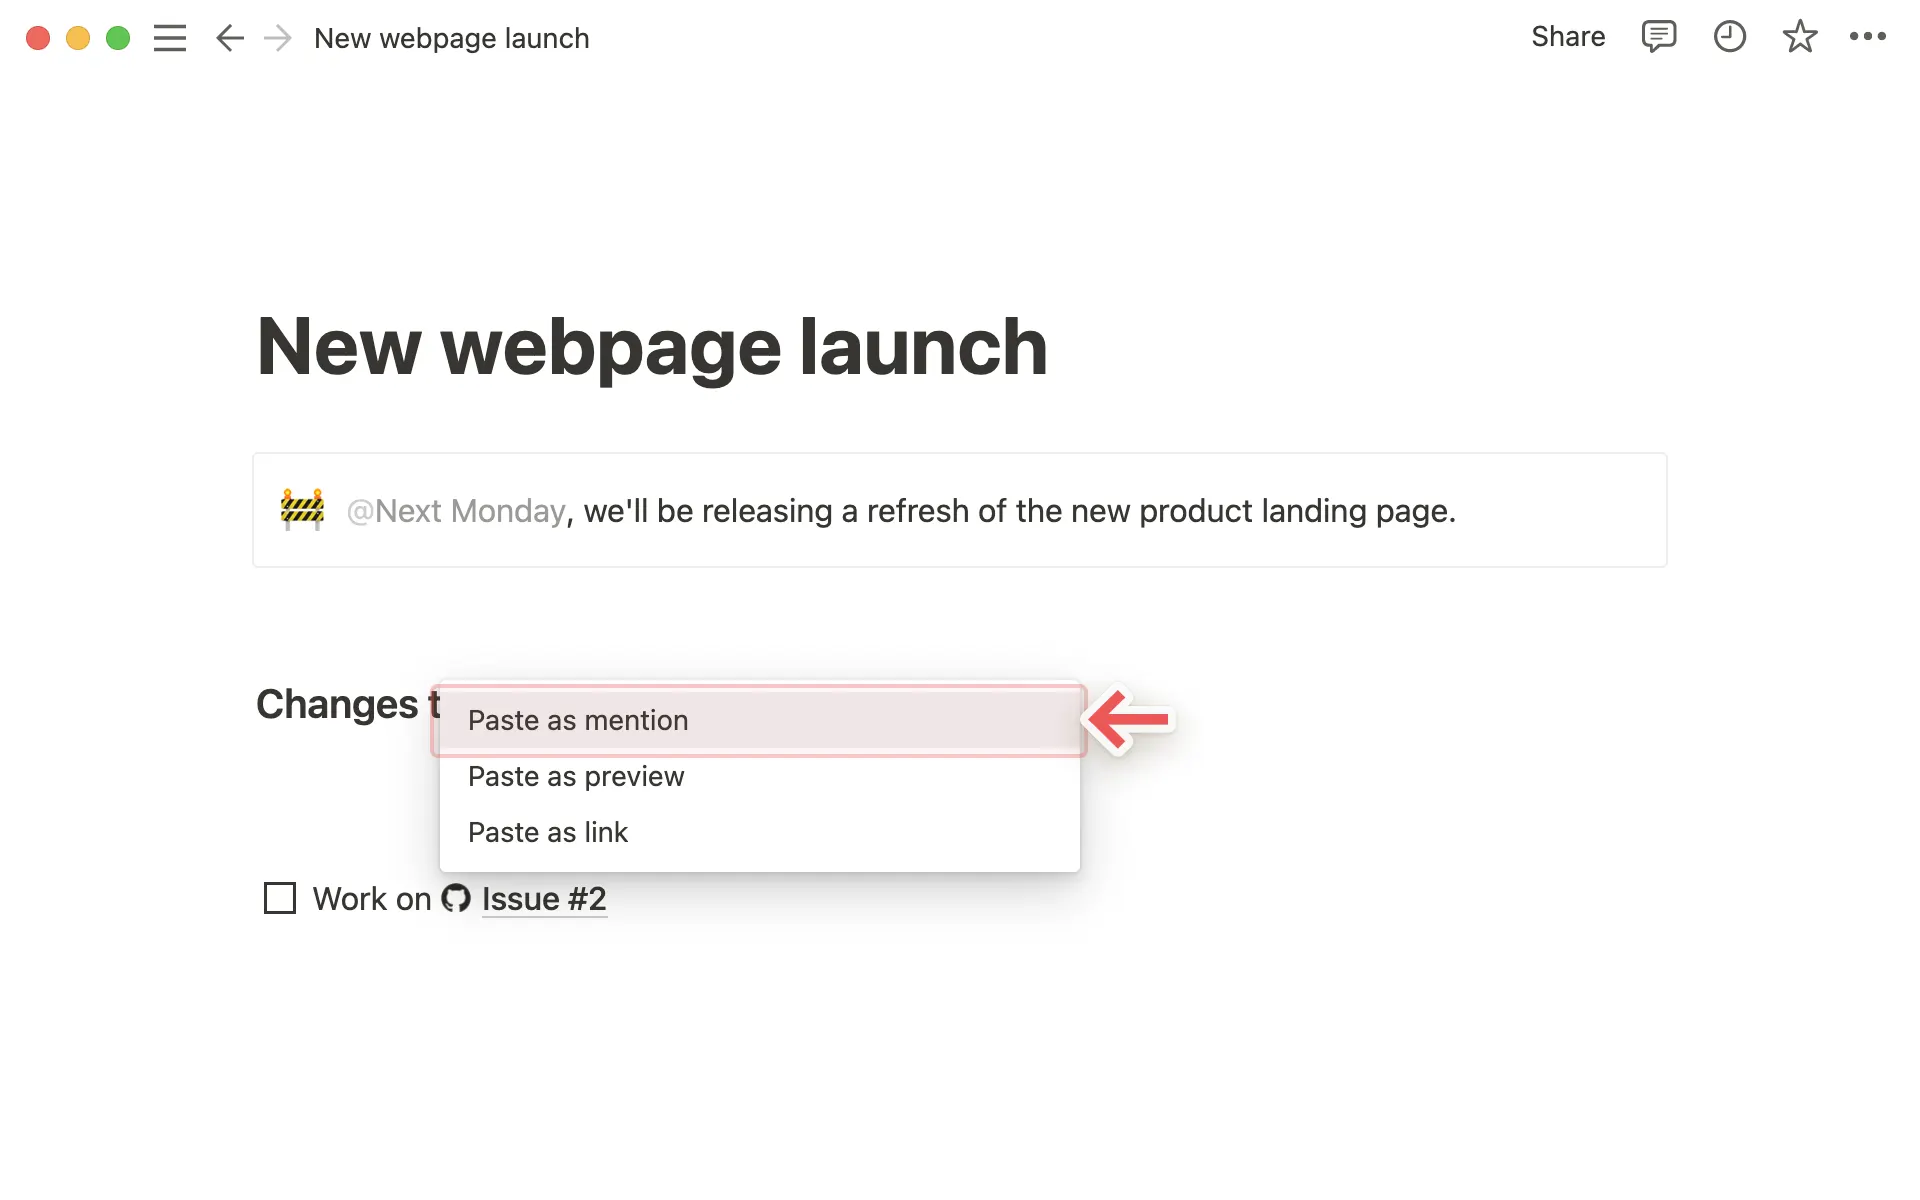 New webpage launch
Share
New webpage launch
@Next Monday, we'll be releasing a refresh of the new product landing page.
Changes t
Paste as mention
Paste as preview
Paste as link
Work on Issue #2